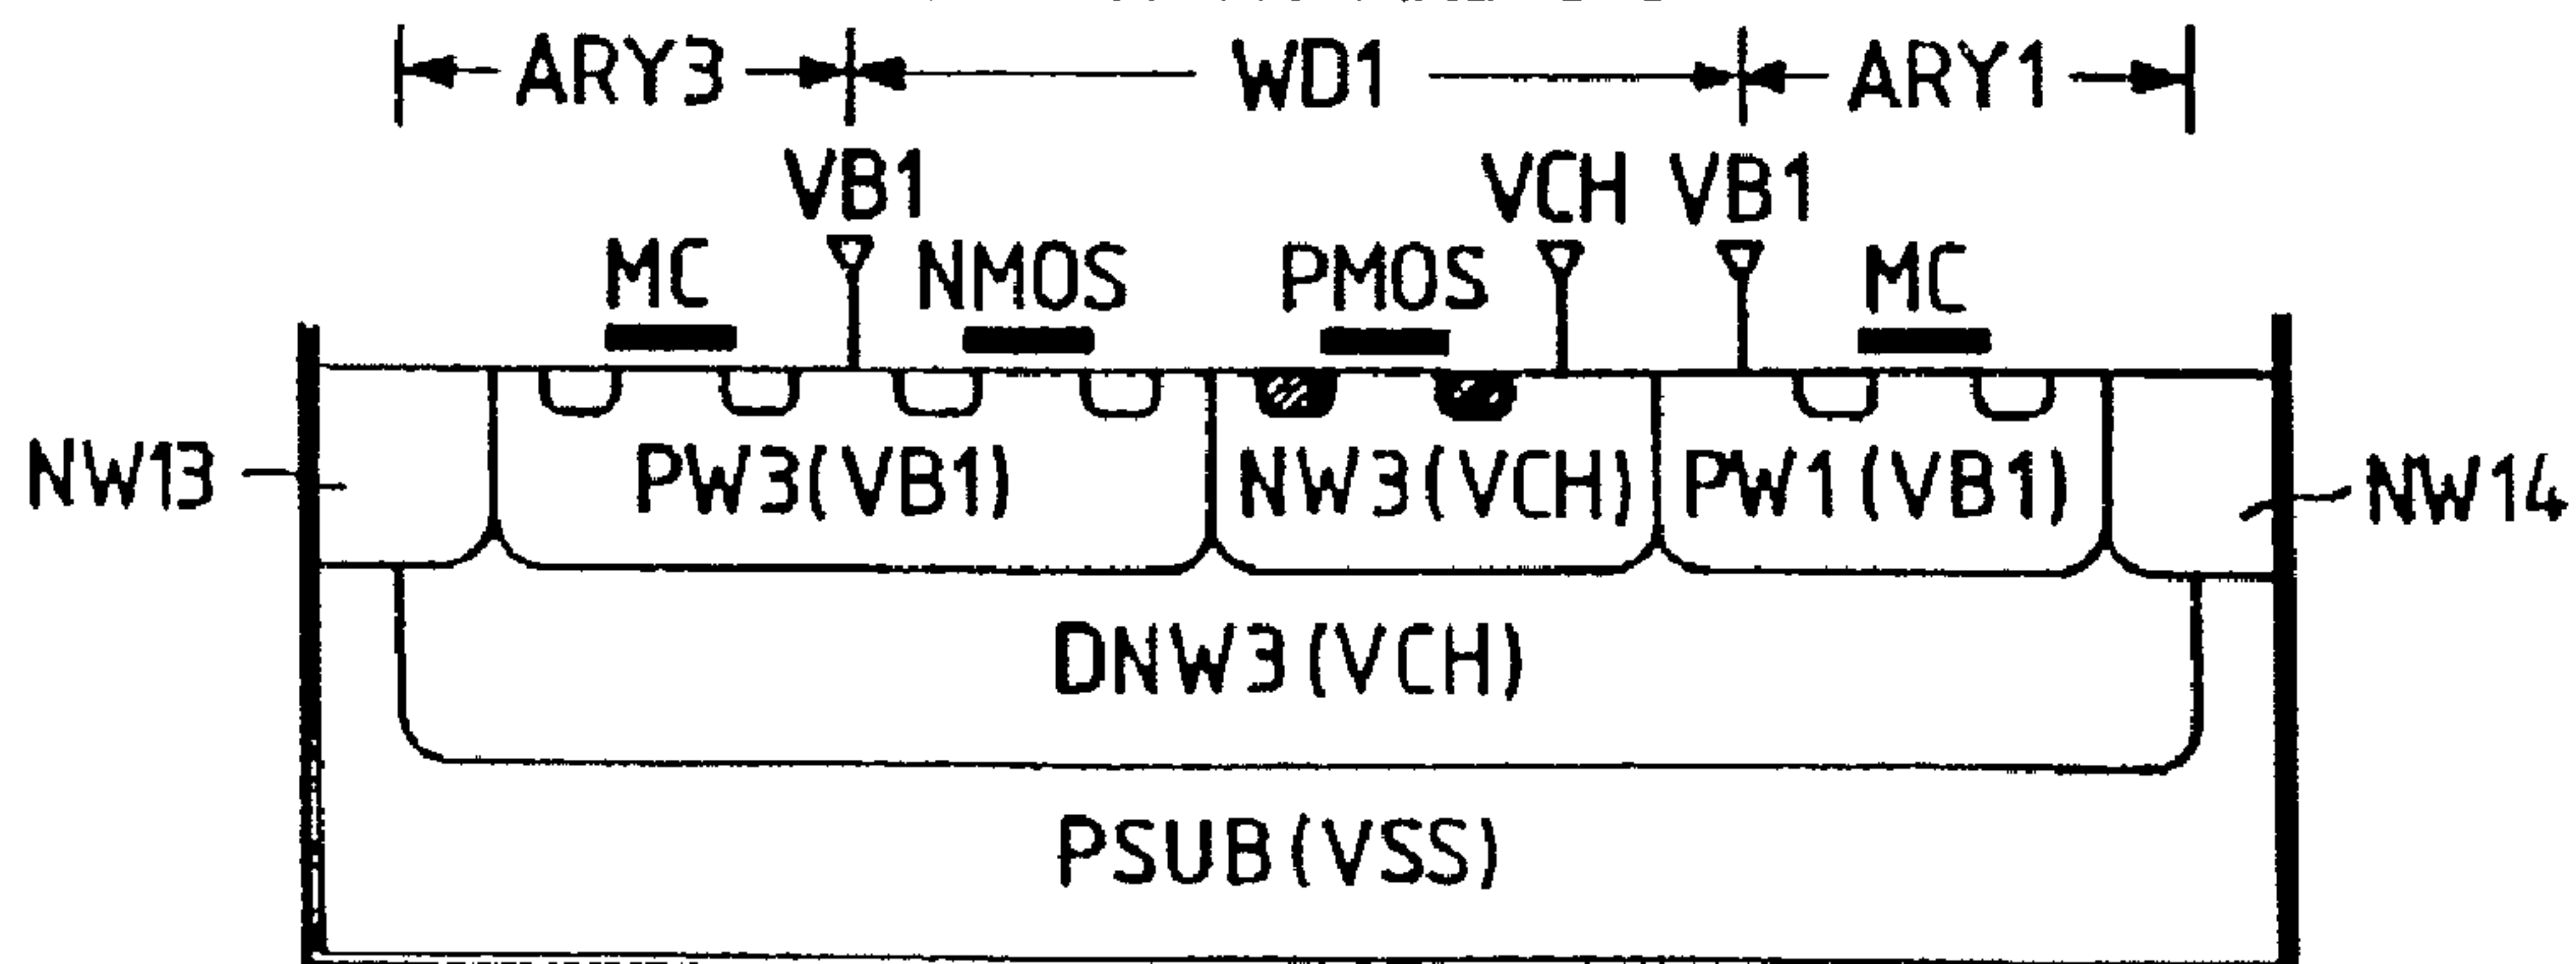 ARY3 WD1 ARY1
VB1 VCH VB1
MC NMOS PMOS MC
NW13 PW3(VB1) NW3(VCH) PW1(VB1) NW14
DNW3(VCH)
PSUB(VSS)